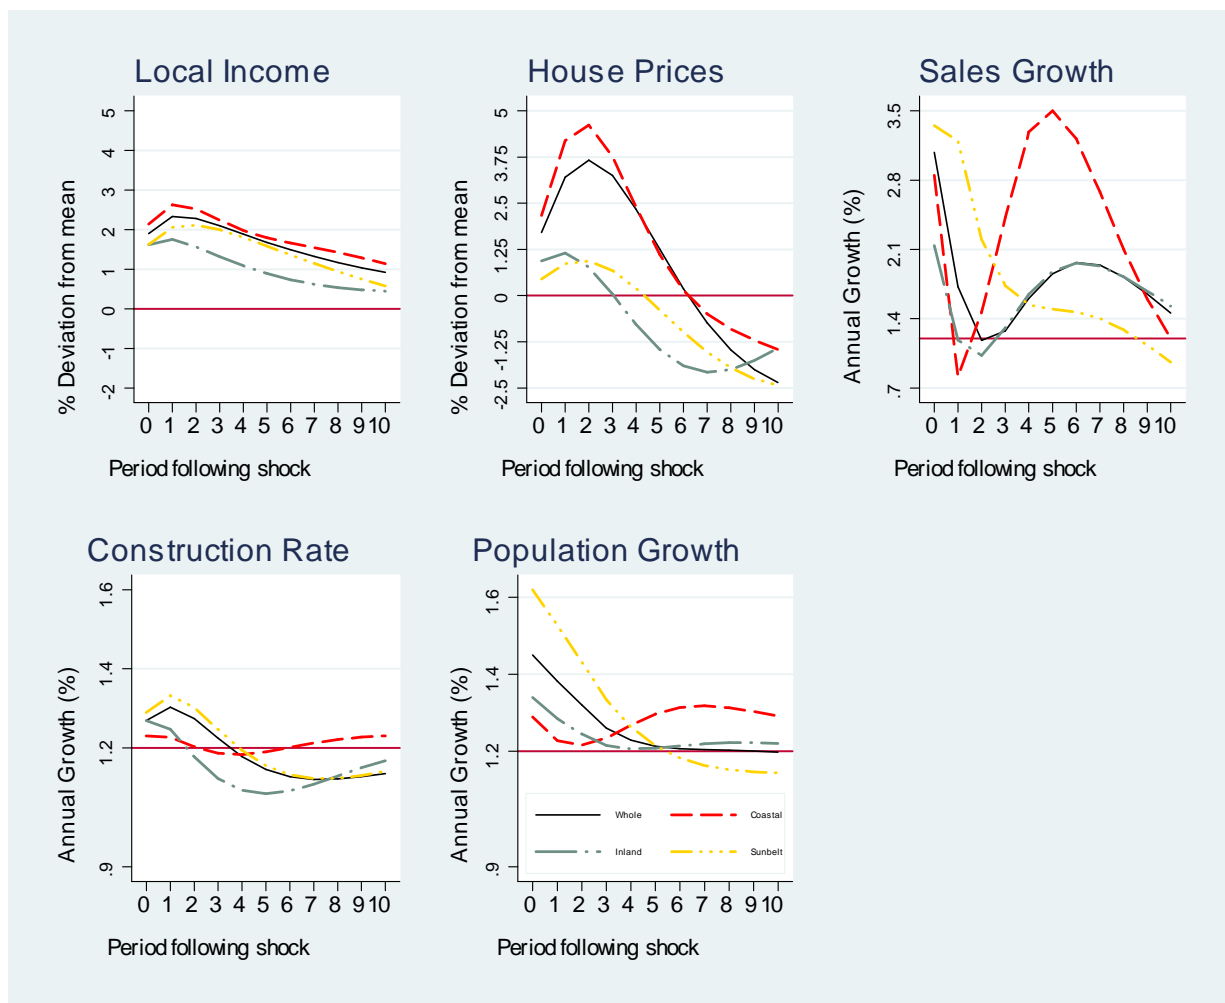 Local Income
% Deviation from mean
5
4
3
2
1
0
-1
-2
0 1 2 3 4 5 6 7 8 9 10
Period following shock
House Prices
% Deviation from mean
5
3.75
2.5
1.25
0
-1.25
-2.5
0 1 2 3 4 5 6 7 8 9 10
Period following shock
Sales Growth
Annual Growth (%)
3.5
2.8
2.1
1.4
.7
0 1 2 3 4 5 6 7 8 9 10
Period following shock
Construction Rate
Annual Growth (%)
1.6
1.4
1.2
.9
0 1 2 3 4 5 6 7 8 9 10
Period following shock
Population Growth
Annual Growth (%)
1.6
1.4
1.2
.9
Whole Coastal
Inland Sunbelt
0 1 2 3 4 5 6 7 8 9 10
Period following shock